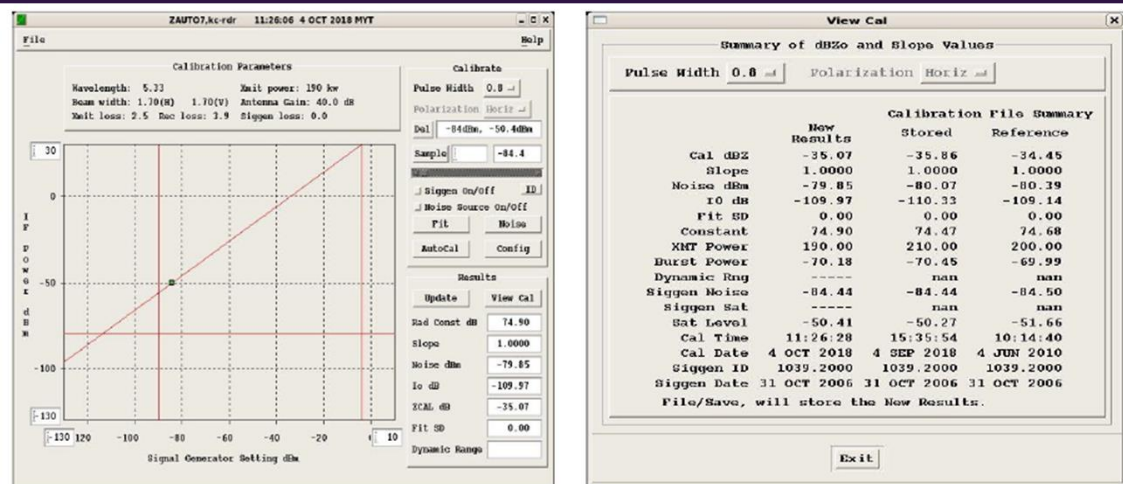 ZAUTO7,kc-rdr 11:26:06 4 OCT 2018 MYT
File Help
Calibration Parameters
Wavelength: 5.33 Xmit power: 190 kw
Beam width: 1.70(H) 1.70(V) Antenna Gain: 40.0 dB
Xmit loss: 2.5 Rec loss: 3.9 Siggen loss: 0.0
30
0
-50
-100
-130
IF power dBm
-130 120 -100 -80 -60 -40 -20 10
Signal Generator Setting dBm
Calibrate
Pulse Width 0.8
Polarization Horiz
Del -84dBm, -50.4dBm
Sample -84.4
Siggen On/Off ID
Noise Source On/Off
Fit Noise
AutoCal Config
Results
Update View Cal
Rad Const dB 74.90
Slope 1.0000
Noise dBm -79.85
Io dB -109.97
ZCAL dB -35.07
Fit SD 0.00
Dynamic Range
View Cal
Summary of dBZo and Slope Values
Pulse Width 0.8 Polarization Horiz
Calibration File Summary
New Results Stored Reference
Cal dBZ -35.07 -35.86 -34.45
Slope 1.0000 1.0000 1.0000
Noise dBm -79.85 -80.07 -80.39
I0 dB -109.97 -110.33 -109.14
Fit SD 0.00 0.00 0.00
Constant 74.90 74.47 74.68
XMT Power 190.00 210.00 200.00
Burst Power -70.18 -70.45 -69.99
Dynamic Rng ----- nan nan
Siggen Noise -84.44 -84.44 -84.50
Siggen Sat ----- nan nan
Sat Level -50.41 -50.27 -51.66
Cal Time 11:26:28 15:35:54 10:14:40
Cal Date 4 OCT 2018 4 SEP 2018 4 JUN 2010
Siggen ID 1039.2000 1039.2000 1039.2000
Siggen Date 31 OCT 2006 31 OCT 2006 31 OCT 2006
File/Save, will store the New Results.
Exit